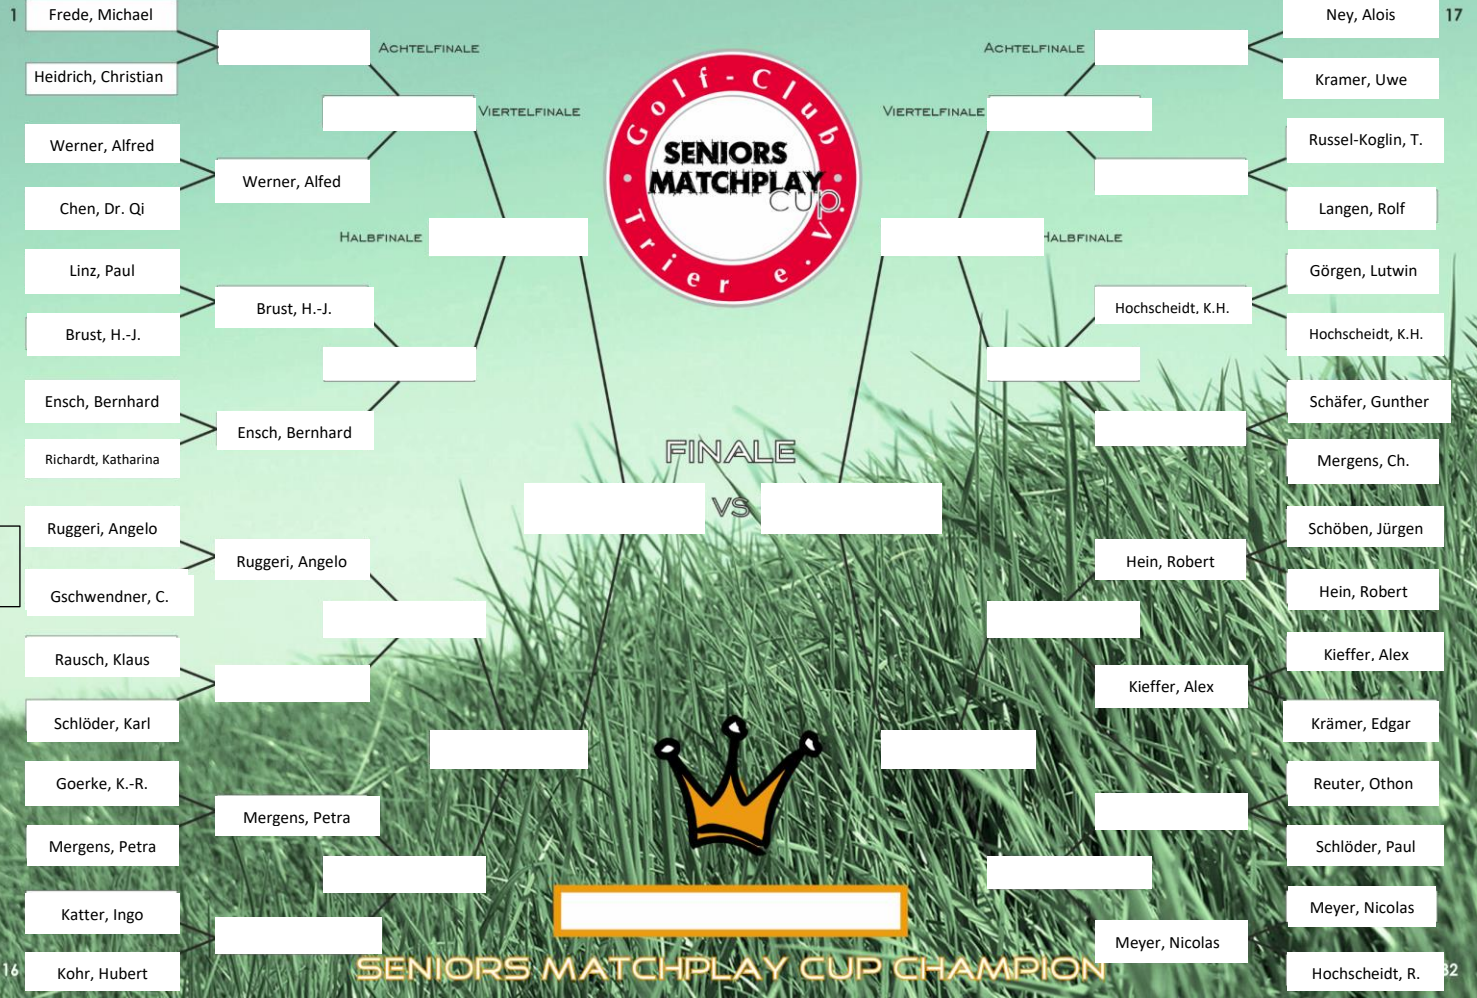 1
Frede, Michael
Heidrich, Christian
Werner, Alfred
Chen, Dr. Qi
Linz, Paul
Brust, H.-J.
Ensch, Bernhard
Richardt, Katharina
Ruggeri, Angelo
Gschwendner, C.
Rausch, Klaus
Schlöder, Karl
Goerke, K.-R.
Mergens, Petra
Katter, Ingo
16
Kohr, Hubert
ACHTELFINALE
Werner, Alfed
Brust, H.-J.
Ensch, Bernhard
Ruggeri, Angelo
Mergens, Petra
VIERTELFINALE
HALBFINALE
Golf-Club
SENIORS
MATCHPLAY
CUP
Trier e.V.
FINALE
VS
SENIORS MATCHPLAY CUP CHAMPION
HALBFINALE
VIERTELFINALE
ACHTELFINALE
Hochscheidt, K.H.
Hein, Robert
Kieffer, Alex
Meyer, Nicolas
Ney, Alois
17
Kramer, Uwe
Russel-Koglin, T.
Langen, Rolf
Görgen, Lutwin
Hochscheidt, K.H.
Schäfer, Gunther
Mergens, Ch.
Schöben, Jürgen
Hein, Robert
Kieffer, Alex
Krämer, Edgar
Reuter, Othon
Schlöder, Paul
Meyer, Nicolas
Hochscheidt, R.
32